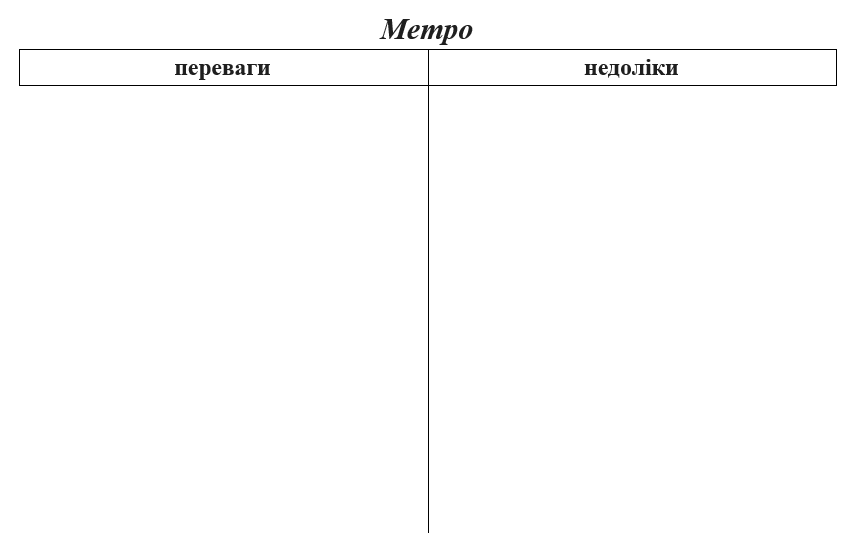 Метро
переваги
недоліки